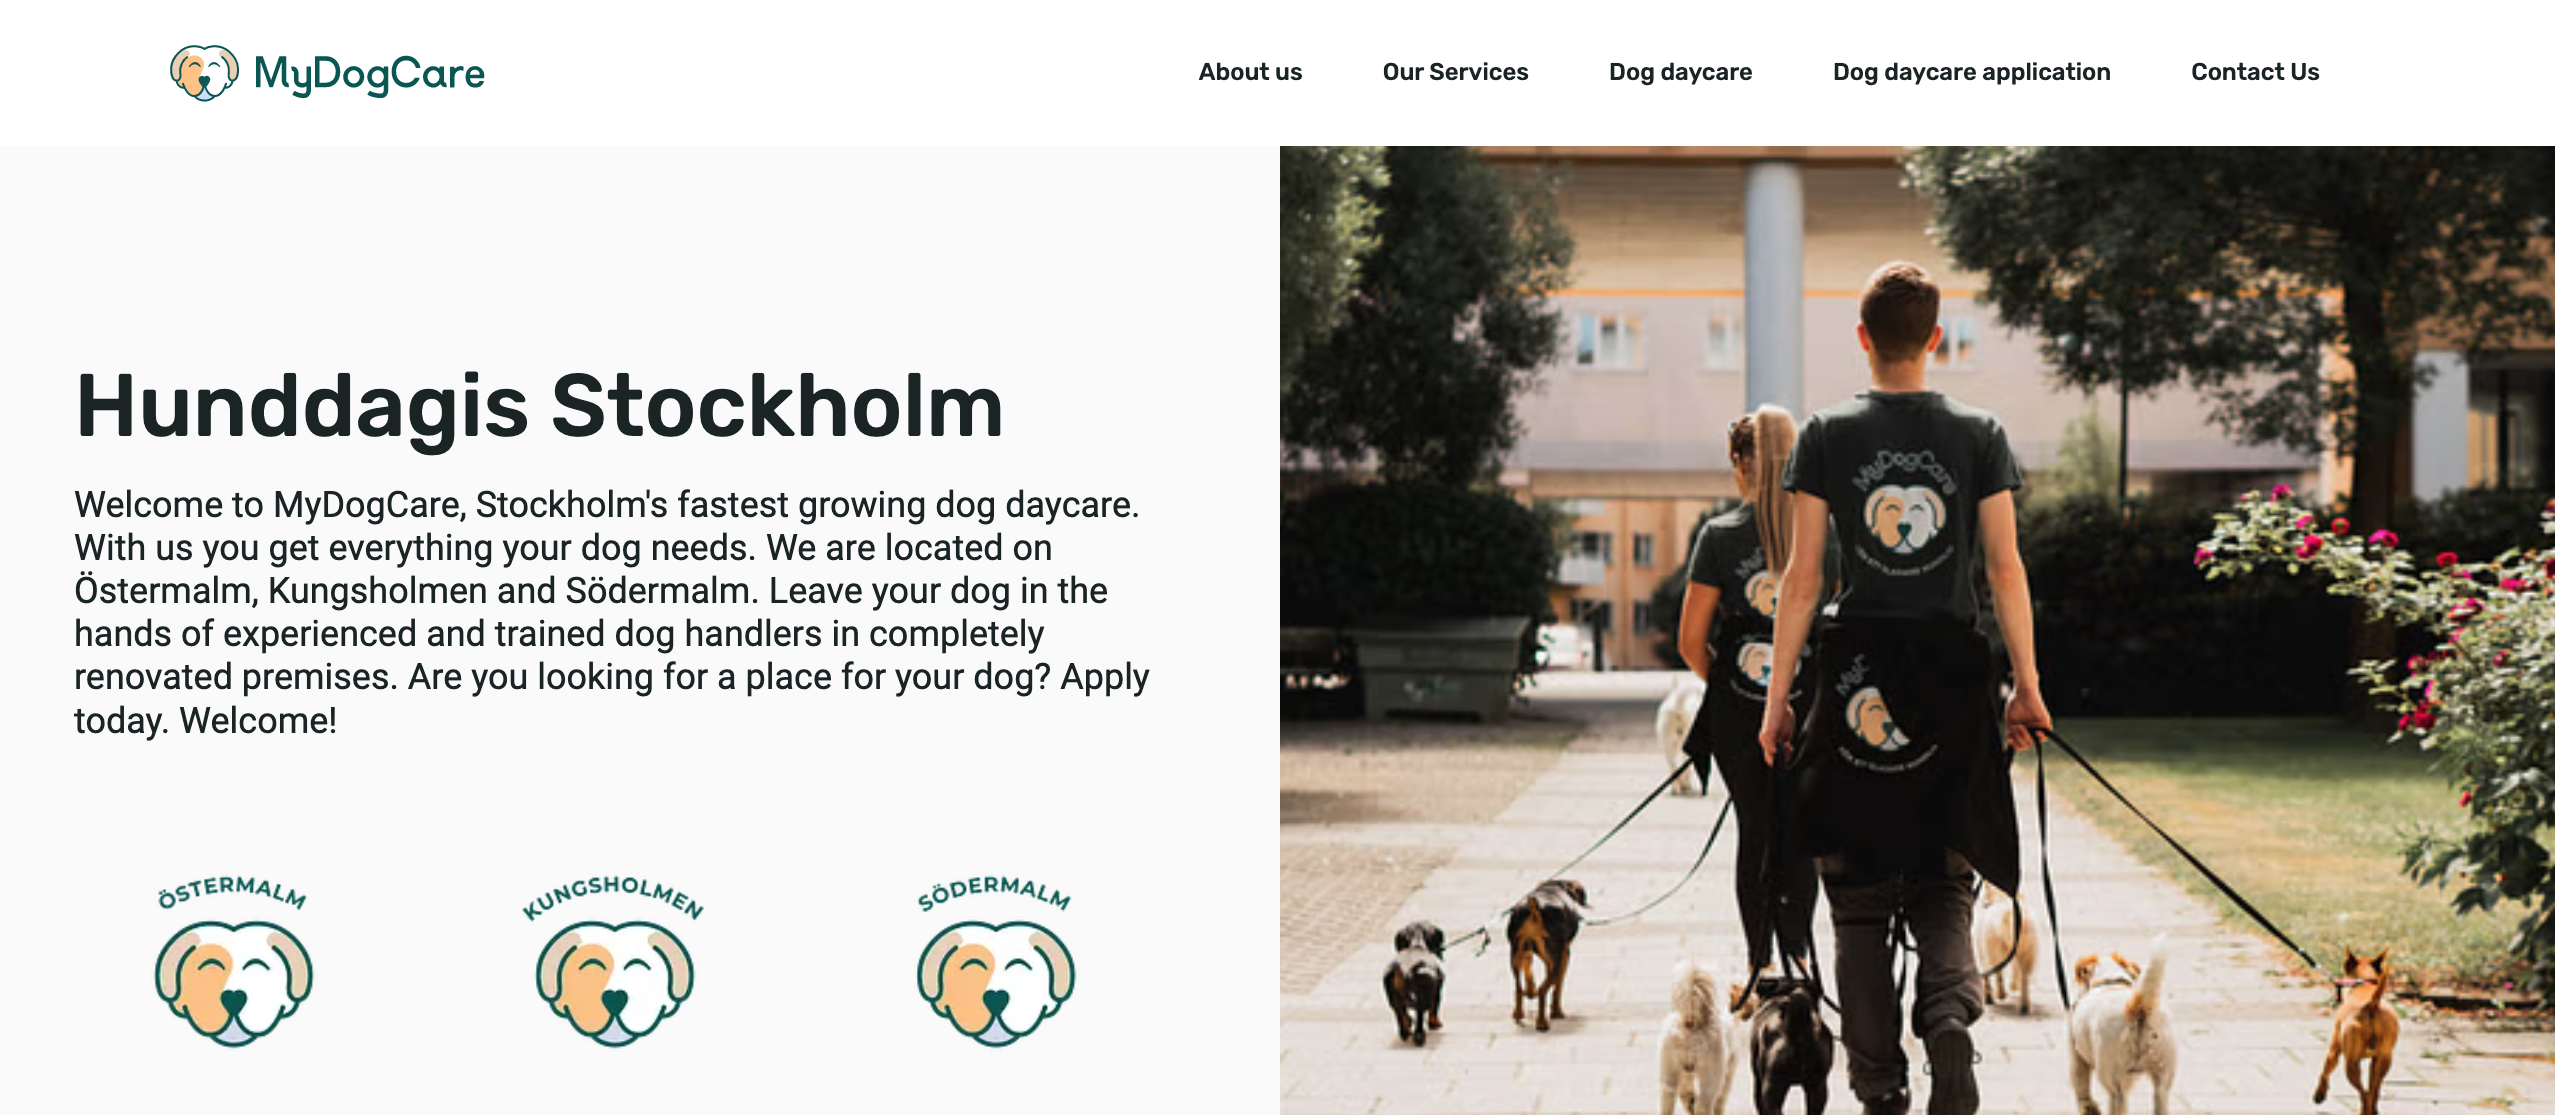 MyDogCare
About us
Our Services
Dog daycare
Dog daycare application
Contact Us
Hunddagis Stockholm
Welcome to MyDogCare, Stockholm's fastest growing dog daycare.
With us you get everything your dog needs. We are located on
Östermalm, Kungsholmen and Södermalm. Leave your dog in the
hands of experienced and trained dog handlers in completely
renovated premises. Are you looking for a place for your dog? Apply
today. Welcome!
ÖSTERMALM
KUNGSHOLMEN
SÖDERMALM
MyDogCare